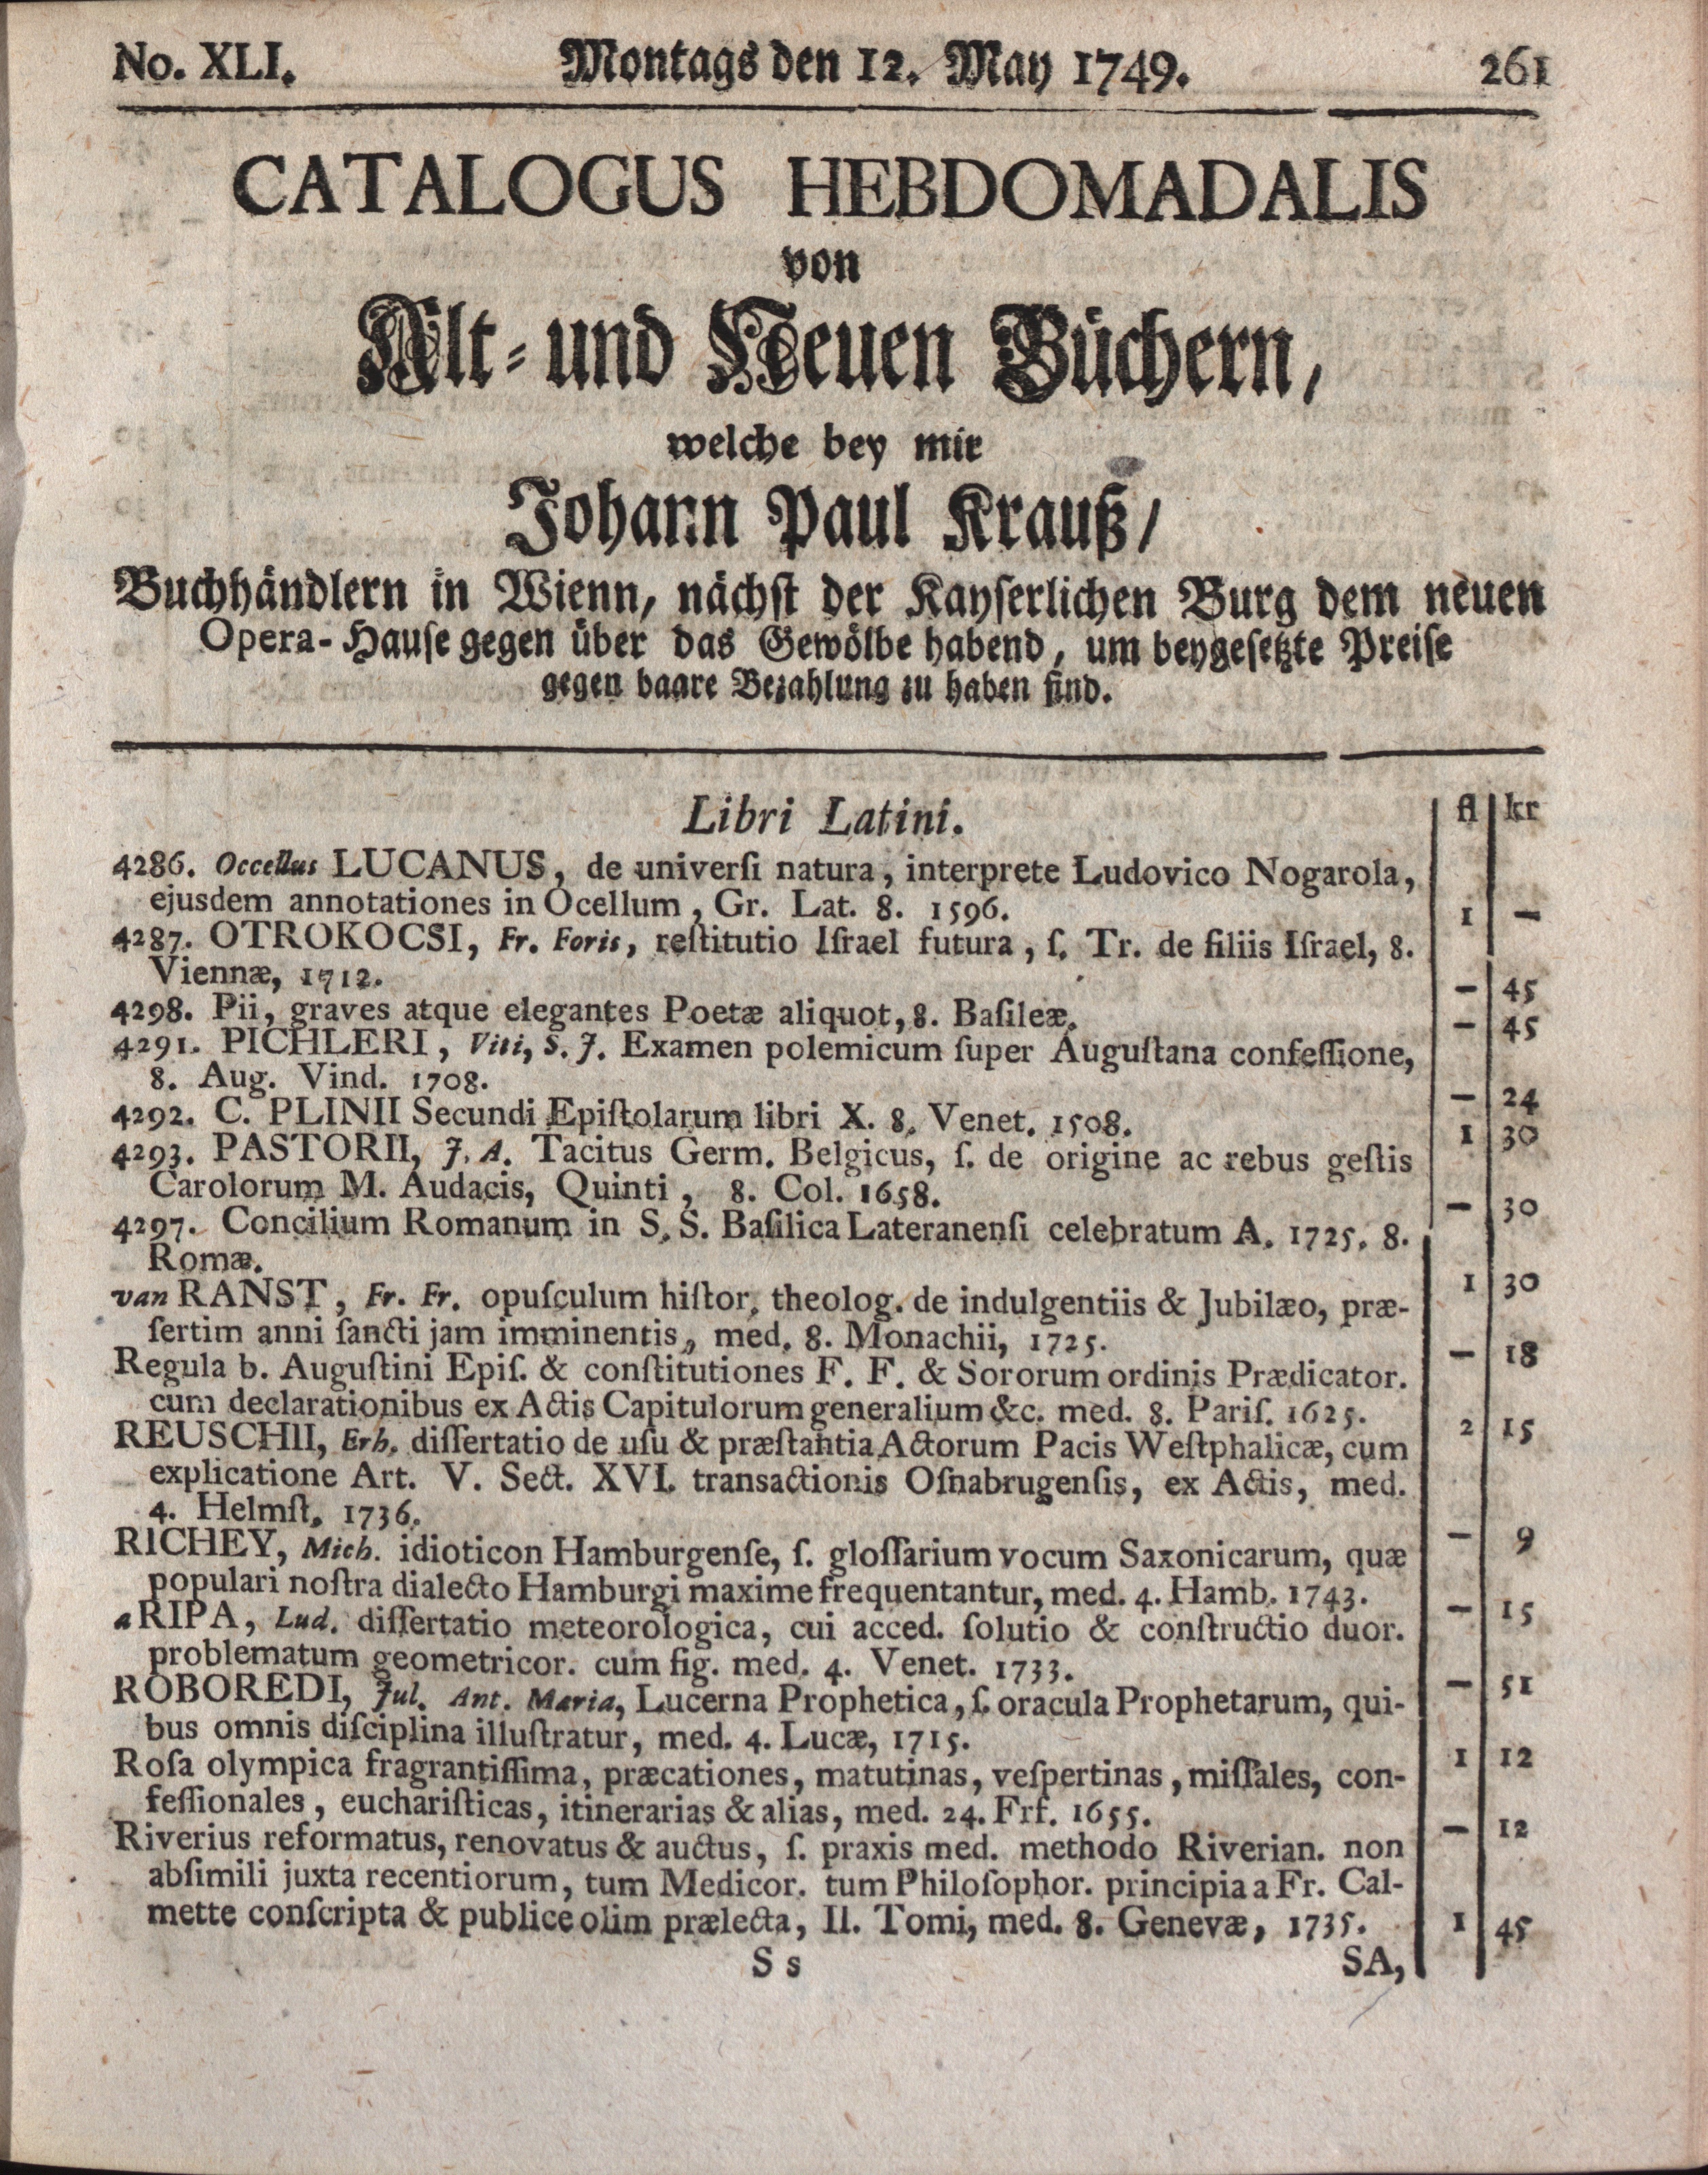 No. XLI. Montags den 12. May 1749. 261
CATALOGUS HEBDOMADALIS
von
Alt- und Neuen Büchern,
welche bey mir
Johann Paul Krauß/
Buchhändlern in Wienn, nächst der Kayserlichen Burg dem neuen
Opera-Hause gegen über das Gewölbe habend, um beygesetzte Preise
gegen baare Bezahlung zu haben sind.
Libri Latini. fl kr
4286. Occellus LUCANUS, de universi natura, interprete Ludovico Nogarola,
ejusdem annotationes in Ocellum, Gr. Lat. 8. 1596. 1 –
4287. OTROKOCSI, Fr. Foris, restitutio Israel futura, s. Tr. de filiis Israel, 8.
Viennæ, 1712. – 45
4298. Pii, graves atque elegantes Poetæ aliquot, 8. Basileæ. – 45
4291. PICHLERI, Viti, S. J. Examen polemicum super Augustana confessione,
8. Aug. Vind. 1708. – 24
4292. C. PLINII Secundi Epistolarum libri X. 8. Venet. 1508. 1 30
4293. PASTORII, J. A. Tacitus Germ. Belgicus, s. de origine ac rebus gestis
Carolorum M. Audacis, Quinti, 8. Col. 1658. – 30
4297. Concilium Romanum in S. S. Basilica Lateranensi celebratum A. 1725. 8.
Romæ. 1 30
van RANST, Fr. Fr. opusculum histor. theolog. de indulgentiis & Jubilæo, præ-
sertim anni sancti jam imminentis, med. 8. Monachii, 1725. – 18
Regula b. Augustini Epis. & constitutiones F. F. & Sororum ordinis Prædicator.
cum declarationibus ex Actis Capitulorum generalium &c. med. 8. Paris. 1625. 2 15
REUSCHII, Erh. dissertatio de usu & præstantia Actorum Pacis Westphalicæ, cum
explicatione Art. V. Sect. XVI. transactionis Osnabrugensis, ex Actis, med.
4. Helmst. 1736. – 9
RICHEY, Mich. idioticon Hamburgense, s. glossarium vocum Saxonicarum, quæ
populari nostra dialecto Hamburgi maxime frequentantur, med. 4. Hamb. 1743. – 15
a RIPA, Lud. dissertatio meteorologica, cui acced. solutio & constructio duor.
problematum geometricor. cum fig. med. 4. Venet. 1733. – 51
ROBOREDI, Jul. Ant. Maria, Lucerna Prophetica, s. oracula Prophetarum, qui-
bus omnis disciplina illustratur, med. 4. Lucæ, 1715. 1 12
Rosa olympica fragrantissima, præcationes, matutinas, vespertinas, missales, con-
fessionales, eucharisticas, itinerarias & alias, med. 24. Frf. 1655. – 12
Riverius reformatus, renovatus & auctus, s. praxis med. methodo Riverian. non
absimili juxta recentiorum, tum Medicor. tum Philosophor. principia a Fr. Cal-
mette conscripta & publice olim prælecta, II. Tomi, med. 8. Genevæ, 1735. 1 45
S s SA,